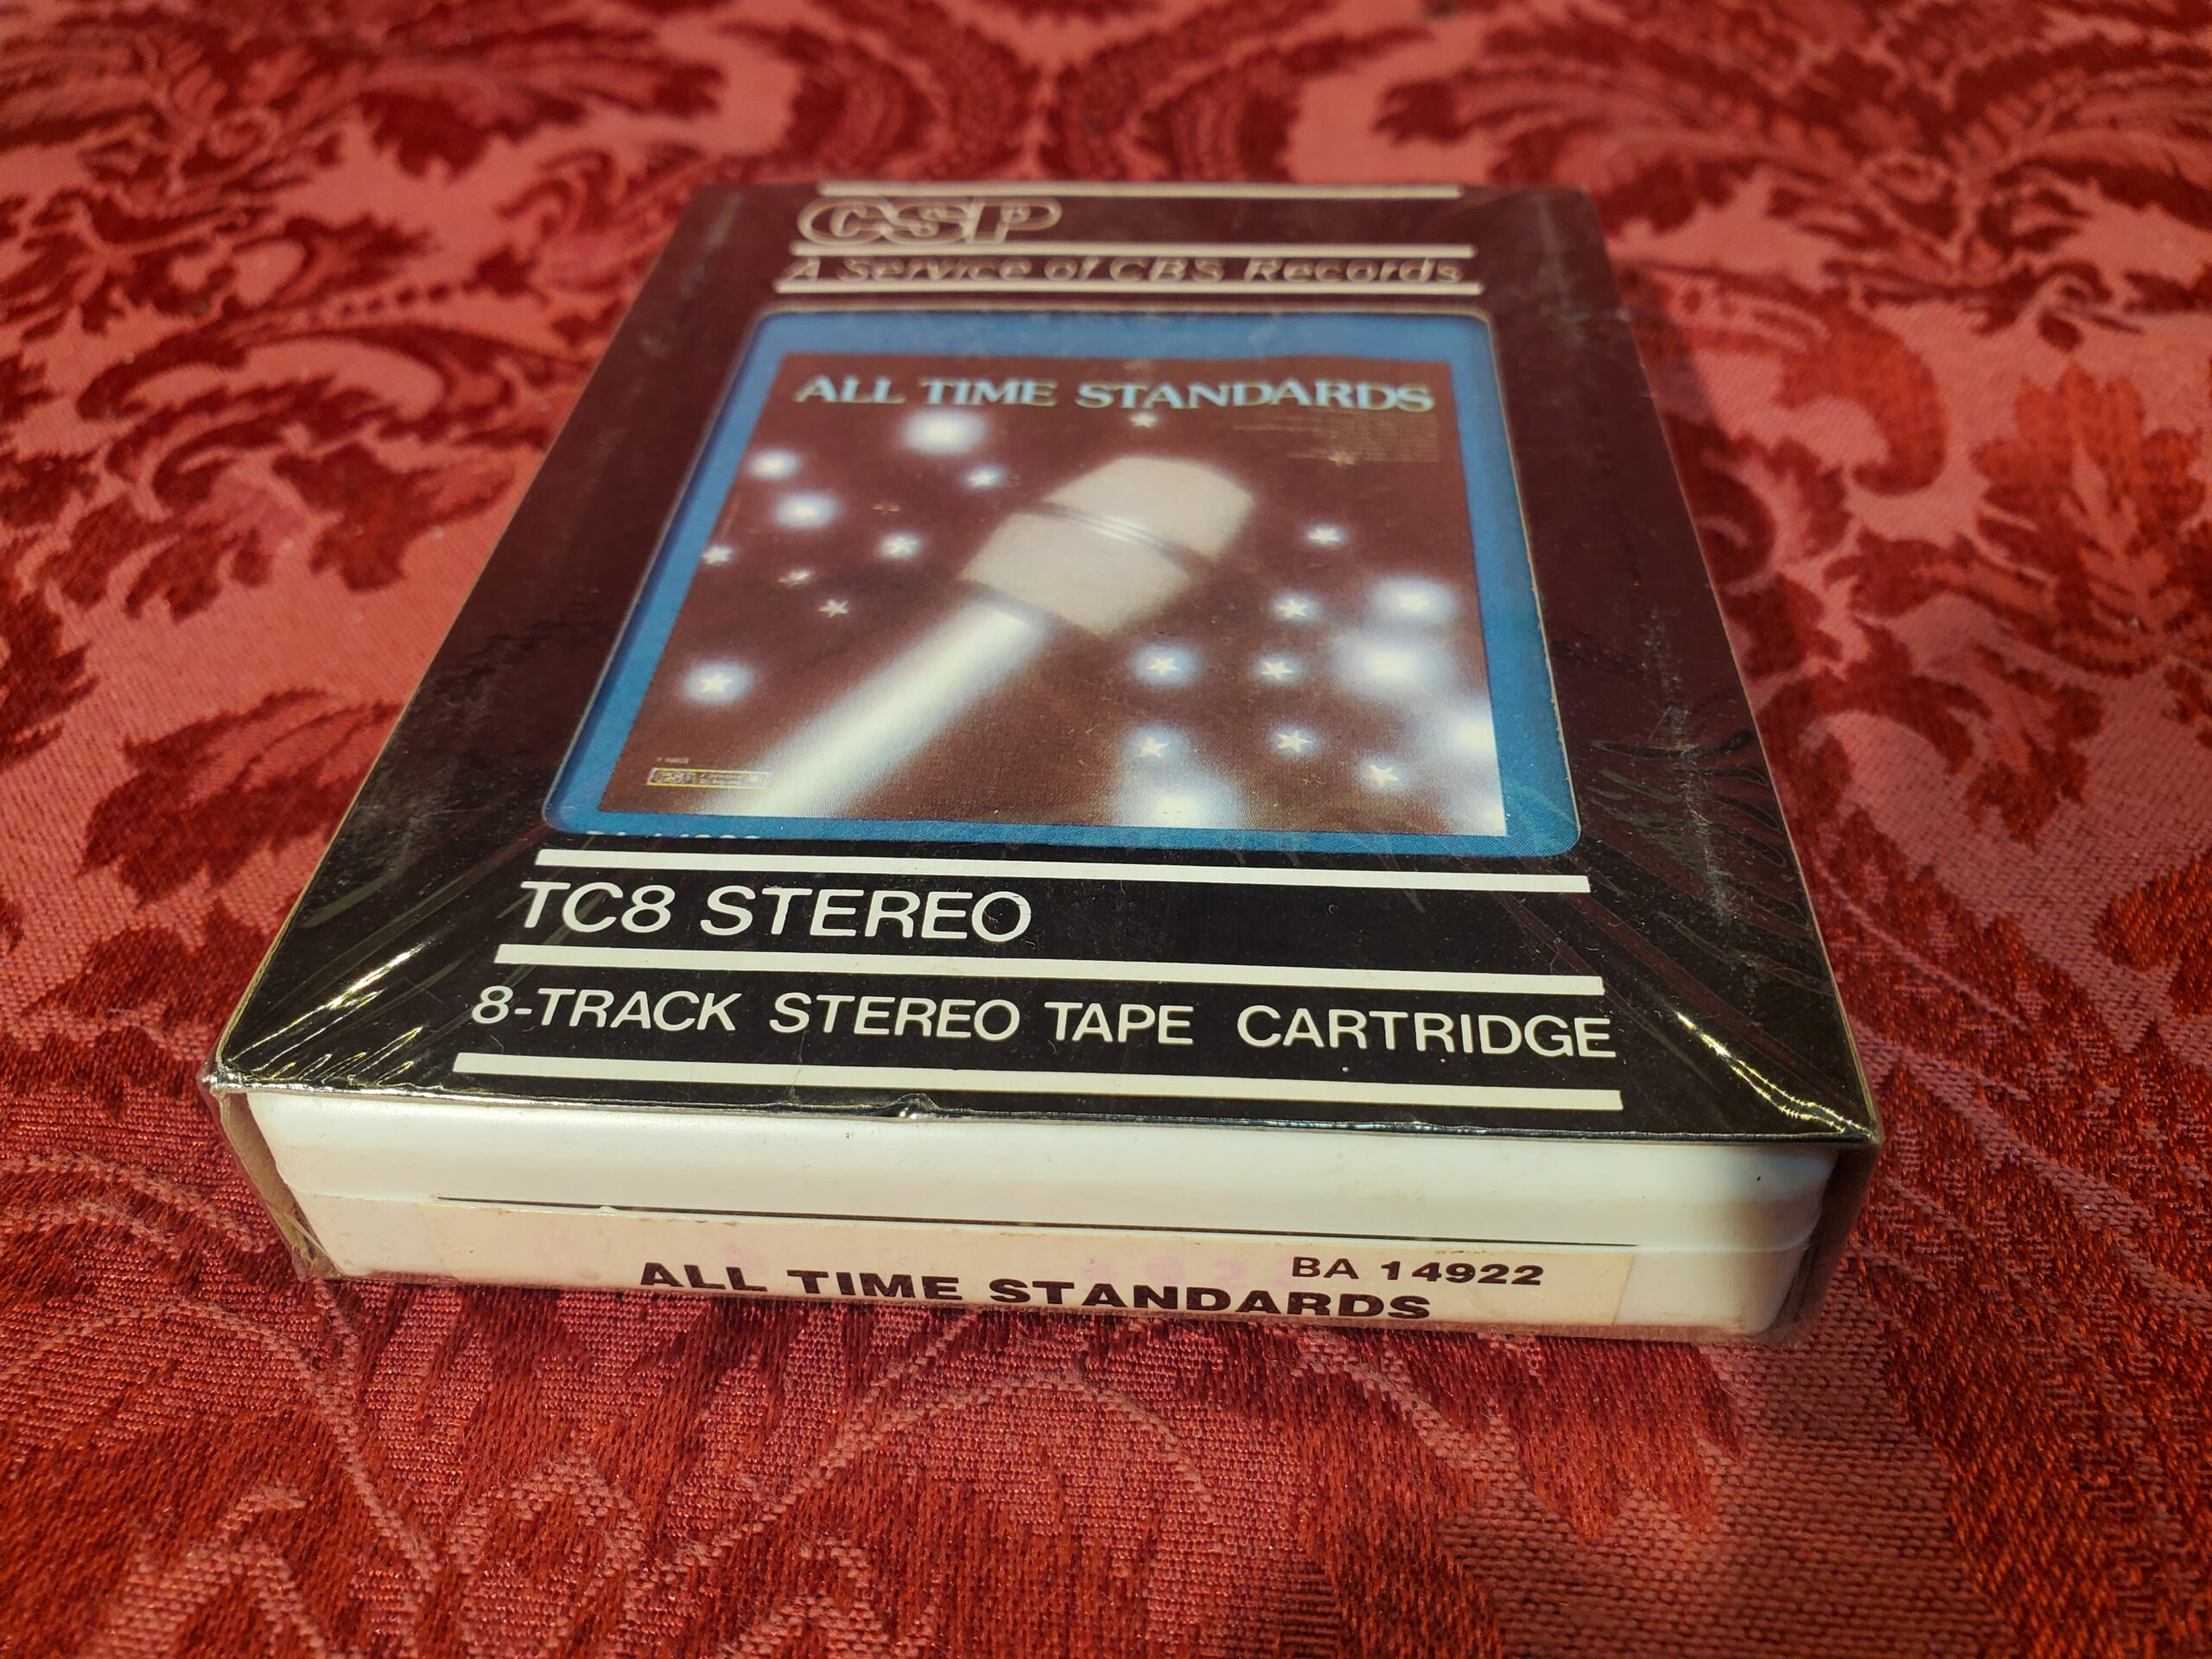 CSP
A Service of CBS Records
ALL TIME STANDARDS
TC8 STEREO
8-TRACK STEREO TAPE CARTRIDGE
BA 14922
ALL TIME STANDARDS